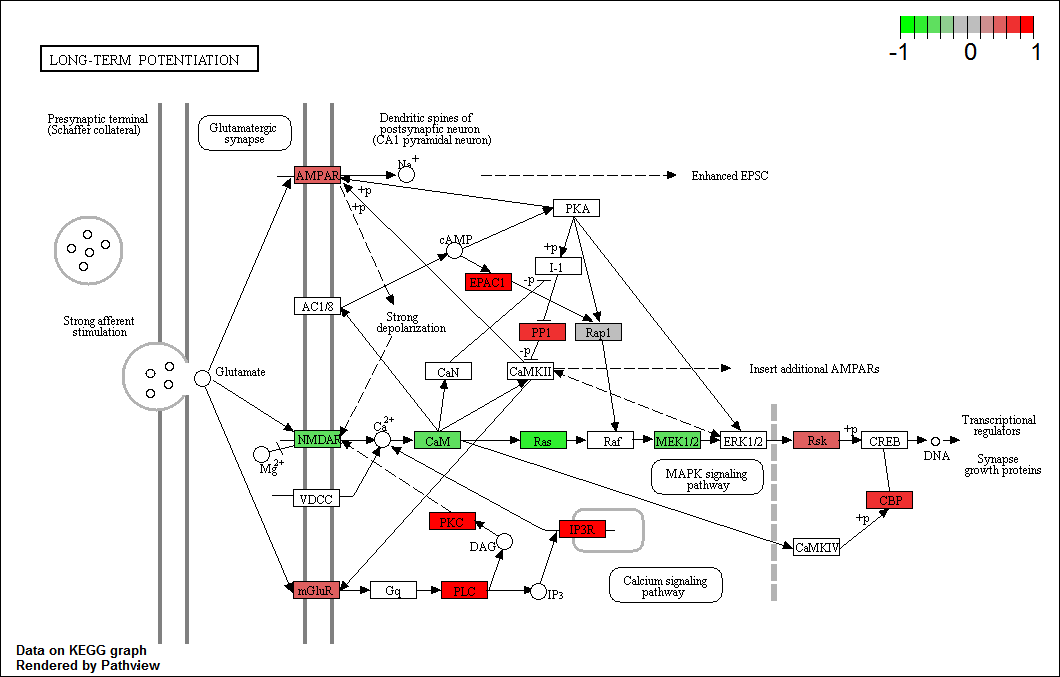 -1 0 1
LONG-TERM POTENTIATION
Presynaptic terminal
(Schaffer collateral)
Glutamatergic
synapse
Dendritic spines of
postsynaptic neuron
(CA1 pyramidal neuron)
Na+
AMPAR
+p
+p
Enhanced EPSC
PKA
cAMP
+p
I-1
EPAC1
-p
AC1/8
Strong
depolarization
Strong afferent
stimulation
PP1
Rap1
-p
Glutamate
CaN
CaMKII
Insert additional AMPARs
Ca2+
NMDAR
CaM
Ras
Raf
MEK1/2
ERK1/2
Rsk
+p
CREB
DNA
Transcriptional
regulators
Synapse
growth proteins
Mg2+
MAPK signaling
pathway
VDCC
CBP
+p
PKC
IP3R
DAG
CaMKIV
mGluR
Gq
PLC
IP3
Calcium signaling
pathway
Data on KEGG graph
Rendered by Pathview